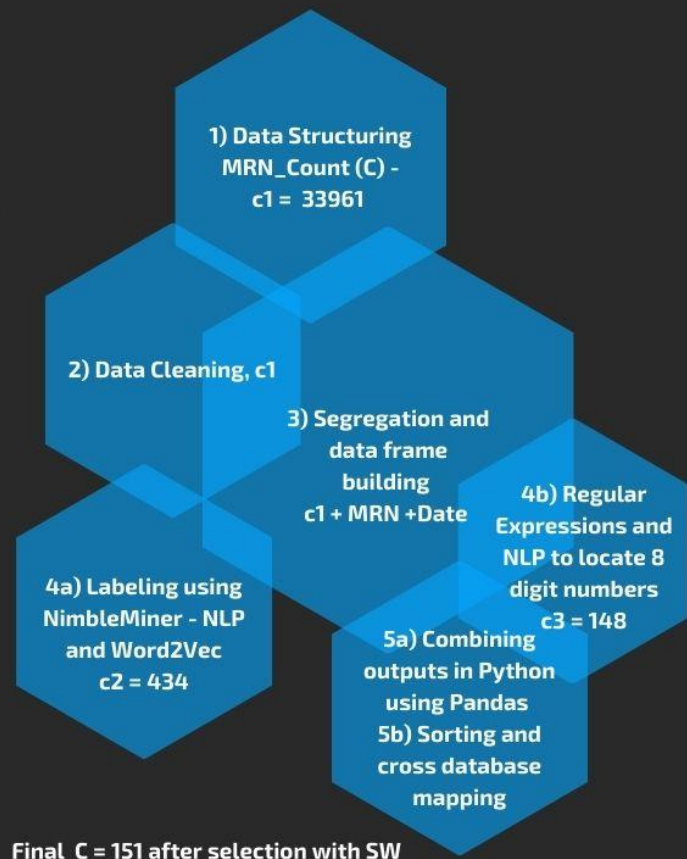 1) Data Structuring
MRN_Count (C) -
c1 = 33961
2) Data Cleaning, c1
3) Segregation and
data frame
building
c1 + MRN +Date
4a) Labeling using
NimbleMiner - NLP
and Word2Vec
c2 = 434
4b) Regular
Expressions and
NLP to locate 8
digit numbers
c3 = 148
5a) Combining
outputs in Python
using Pandas
5b) Sorting and
cross database
mapping
Final C = 151 after selection with SW